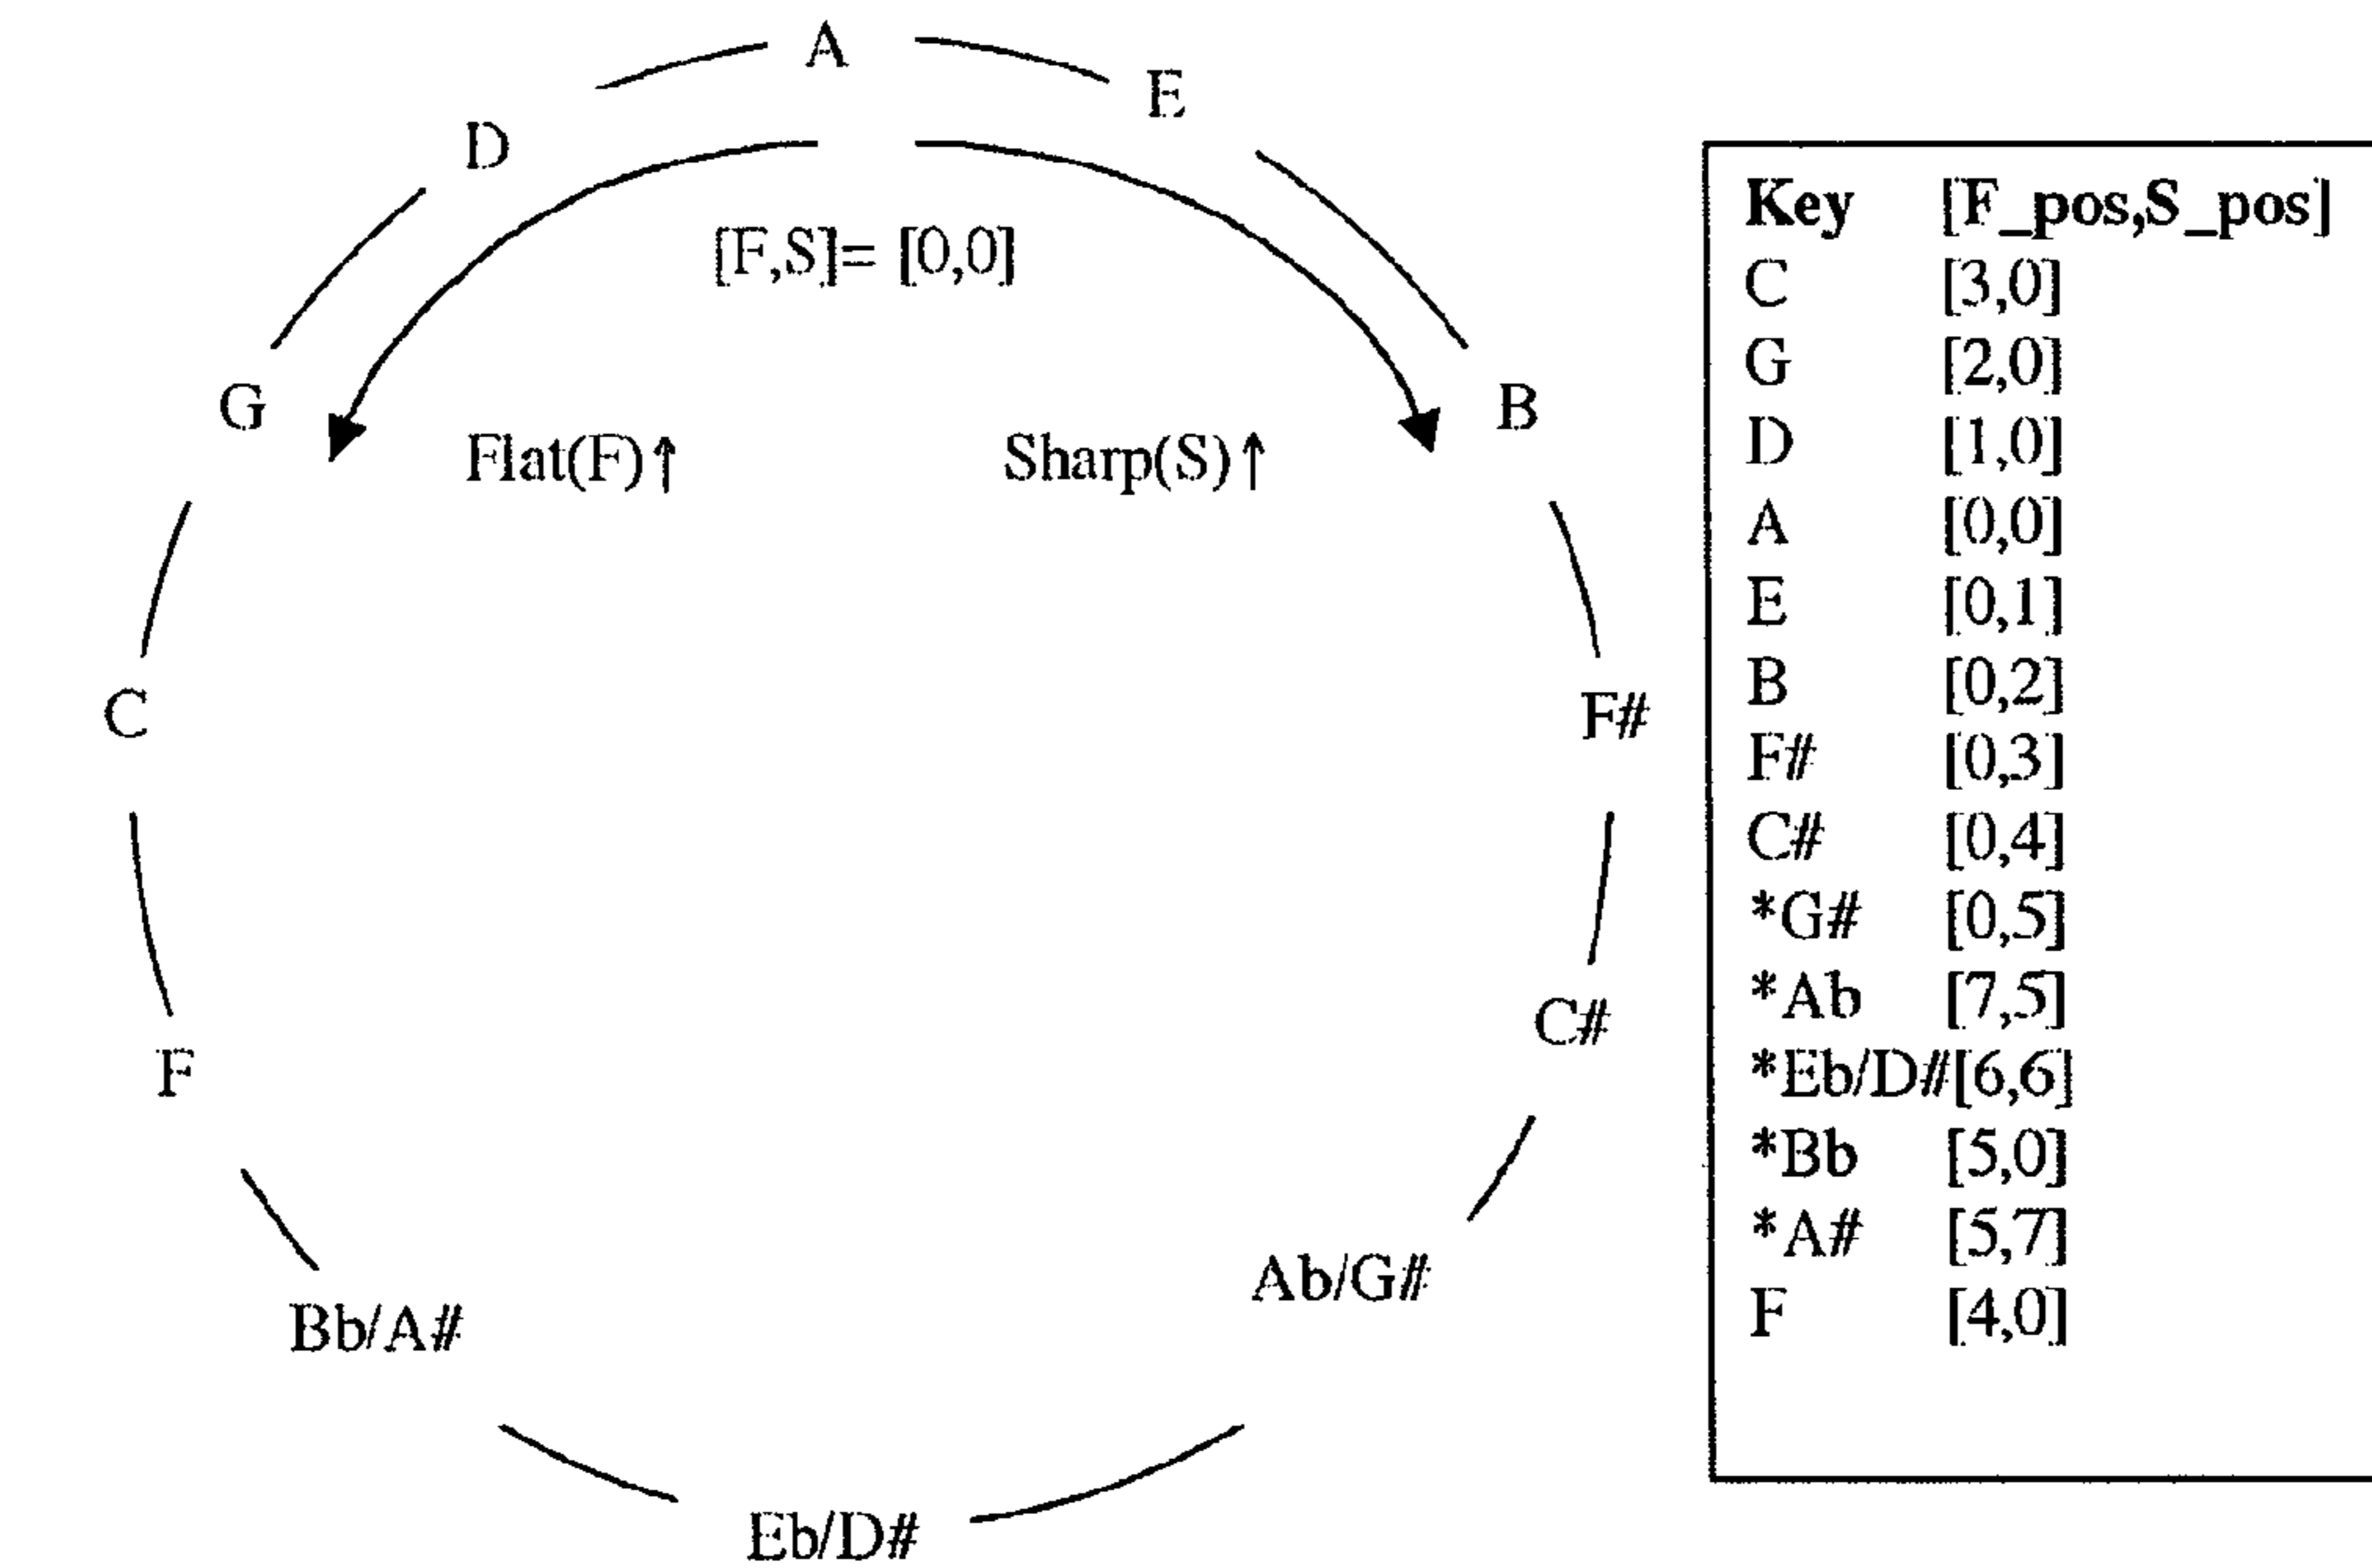 A
E
D
[F,S]= [0,0]
G
Flat(F)↑
Sharp(S)↑
B
C
F#
F
C#
Bb/A#
Ab/G#
Eb/D#
Key [F_pos,S_pos]
C [3,0]
G [2,0]
D [1,0]
A [0,0]
E [0,1]
B [0,2]
F# [0,3]
C# [0,4]
*G# [0,5]
*Ab [7,5]
*Eb/D#[6,6]
*Bb [5,0]
*A# [5,7]
F [4,0]